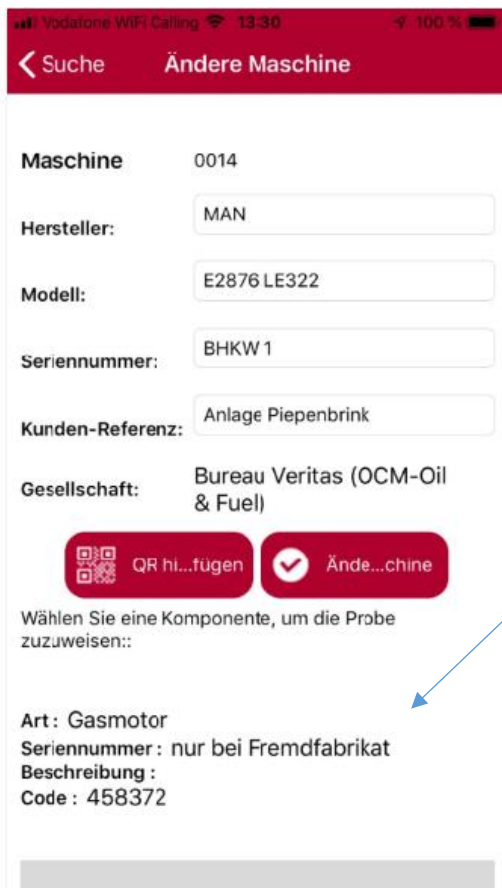 Vodafone WiFi Calling 13:30 100 %
Suche Ändere Maschine
Maschine 0014
Hersteller: MAN
Modell: E2876 LE322
Seriennummer: BHKW 1
Kunden-Referenz: Anlage Piepenbrink
Gesellschaft: Bureau Veritas (OCM-Oil
& Fuel)
QR hi...fügen Ände...chine
Wählen Sie eine Komponente, um die Probe
zuzuweisen::
Art : Gasmotor
Seriennummer : nur bei Fremdfabrikat
Beschreibung :
Code : 458372